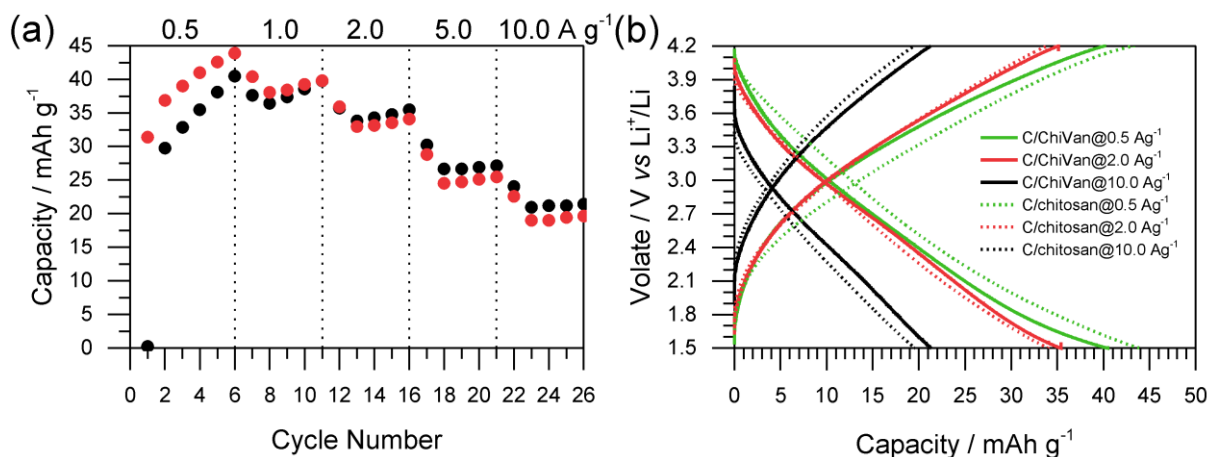 (a)
0.5 1.0 2.0 5.0 10.0 A g-1
45
40
35
30
25
20
15
45
0
0 2 4 6 8 10 12 14 16 18 20 22 24 26
Capacity / mAh g-1
Cycle Number
(b)
4.2
3.9
3.6
3.3
3.0
2.7
2.4
2.1
1.8
1.5
0 5 10 15 20 25 30 35 40 45 50
Volate / V vs Li+/Li
Capacity / mAh g-1
C/ChiVan@0.5 Ag-1
C/ChiVan@2.0 Ag-1
C/ChiVan@10.0 Ag-1
C/chitosan@0.5 Ag-1
C/chitosan@2.0 Ag-1
C/chitosan@10.0 Ag-1